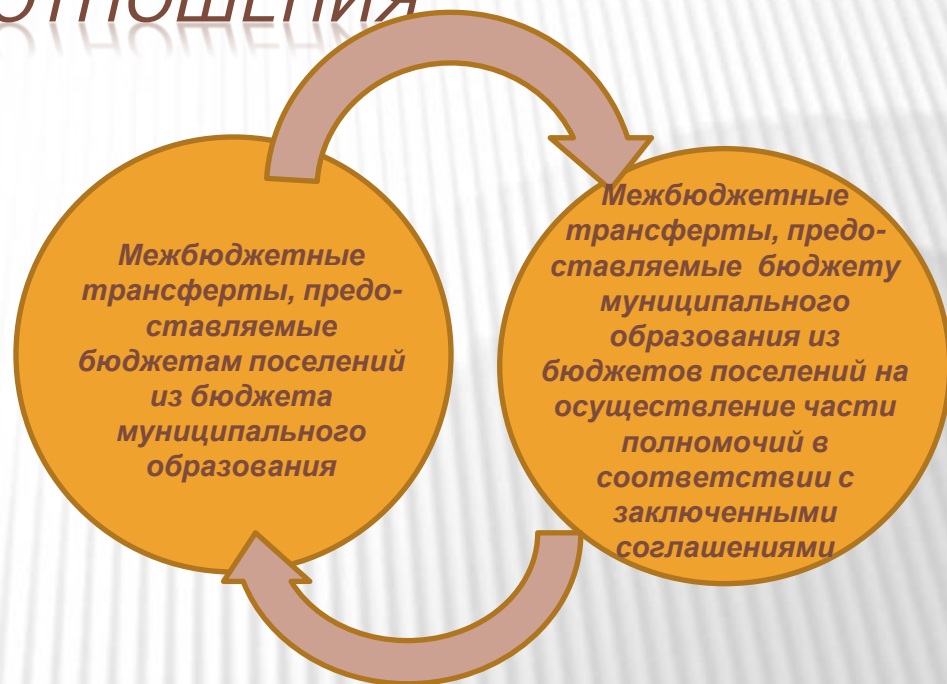 ОТНОШЕНИЯ
Межбюджетные
трансферты, предо-
ставляемые
бюджетам поселений
из бюджета
муниципального
образования
Межбюджетные
трансферты, предо-
ставляемые бюджету
муниципального
образования из
бюджетов поселений на
осуществление части
полномочий в
соответствии с
заключенными
соглашениями